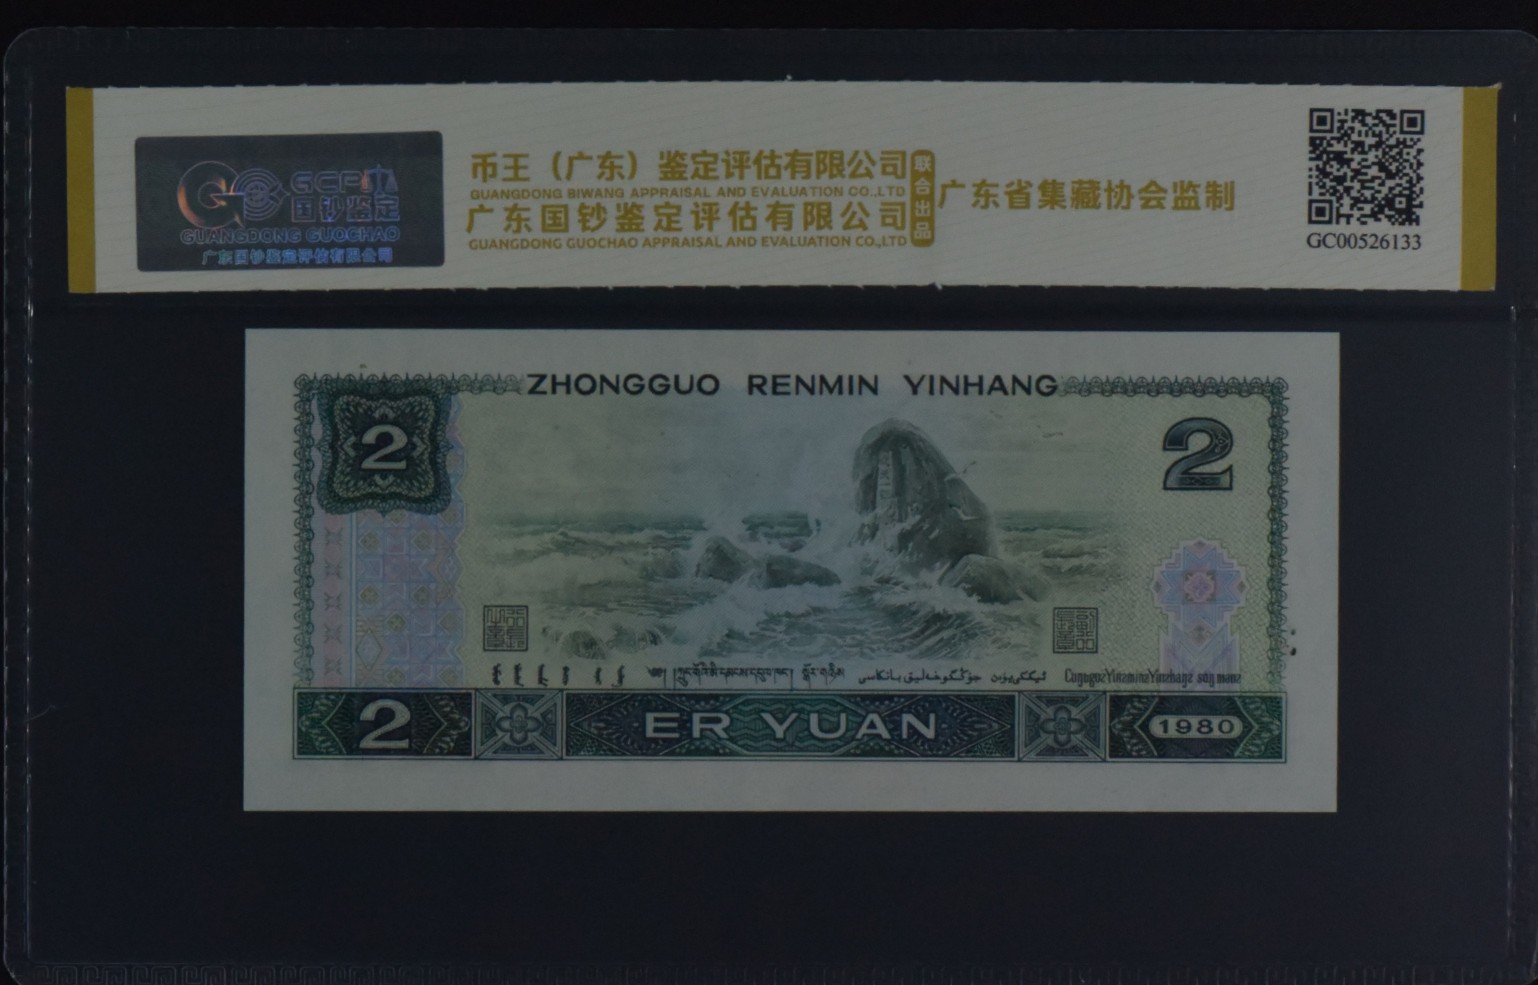 GCP
国钞鉴定
GUANGDONG GUOCHAO
广东国钞鉴定评估有限公司
币王（广东）鉴定评估有限公司
GUANGDONG BIWANG APPRAISAL AND EVALUATION CO.,LTD
广东国钞鉴定评估有限公司
GUANGDONG GUOCHAO APPRAISAL AND EVALUATION CO.,LTD
联合出品
广东省集藏协会监制
GC00526133
ZHONGGUO RENMIN YINHANG
2
2
جۇڭگو خەلىق بانكىسى
CungugozYinzminzYinzhangz
2
ER YUAN
1980